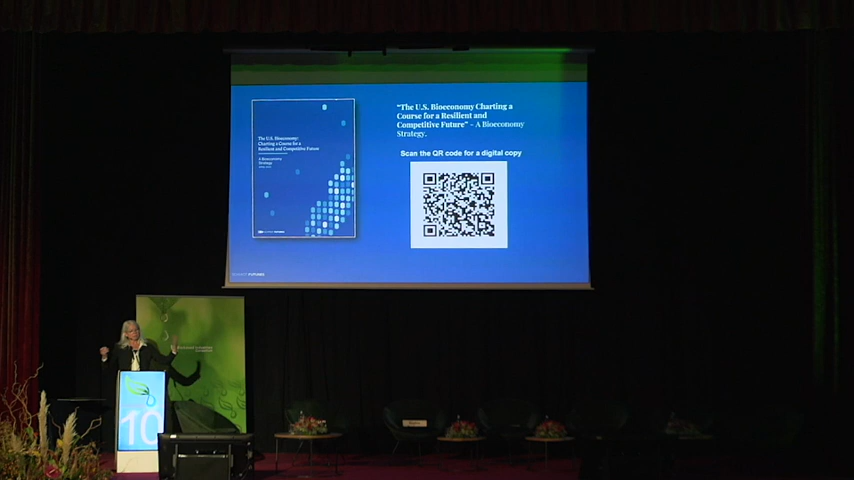 "The U.S. Bioeconomy Charting a
Course for a Resilient and
Competitive Future" - A Bioeconomy
Strategy.
Scan the QR code for a digital copy
The U.S. Bioeconomy:
Charting a Course for a
Resilient and Competitive Future
A Bioeconomy
Strategy
10